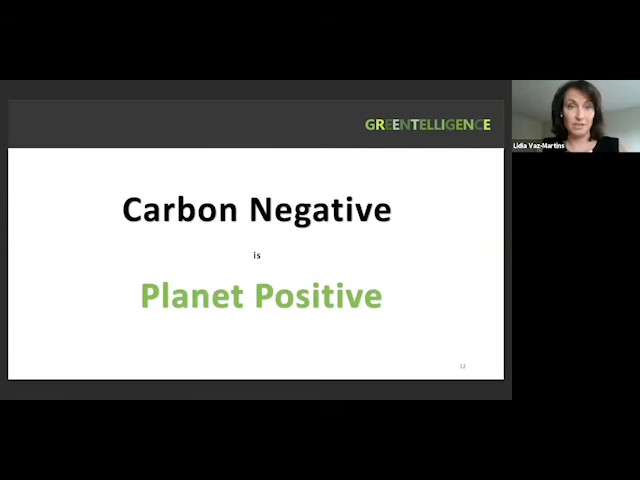 GREENTELLIGENCE
Lidia Vaz-Martins
Carbon Negative
is
Planet Positive
12